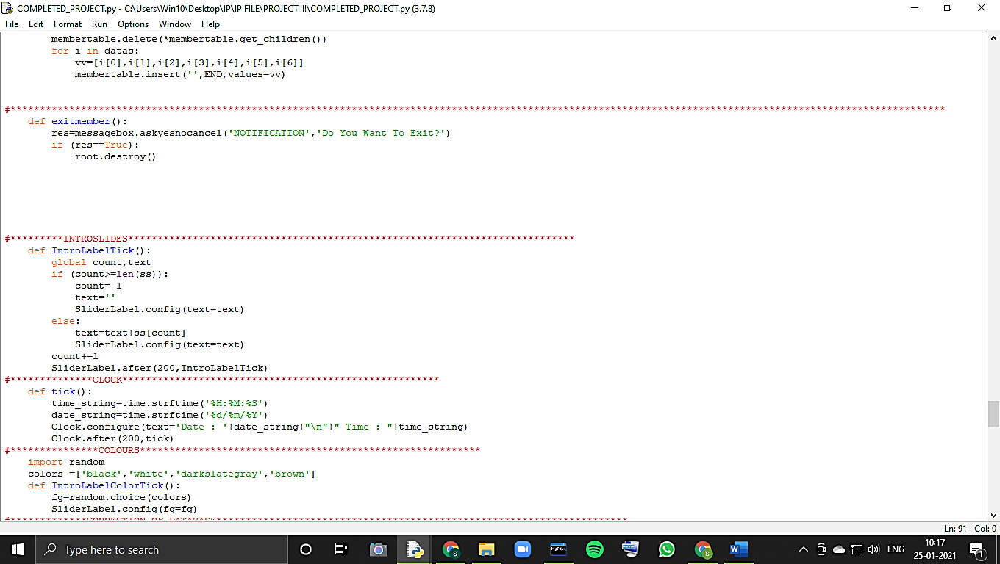 COMPLETED_PROJECT.py - C:\Users\Win10\Desktop\IP\IP FILE\PROJECT!!!!\COMPLETED_PROJECT.py (3.7.8)
File Edit Format Run Options Window Help
        membertable.delete(*membertable.get_children())
        for i in datas:
            vv=[i[0],i[1],i[2],i[3],i[4],i[5],i[6]]
            membertable.insert('',END,values=vv)
#***************************************************************************************************************************************************************
    def exitmember():
        res=messagebox.askyesnocancel('NOTIFICATION','Do You Want To Exit?')
        if (res==True):
            root.destroy()
#*********INTROSLIDES****************************************************************************
    def IntroLabelTick():
        global count,text
        if (count>=len(ss)):
            count=-1
            text=''
            SliderLabel.config(text=text)
        else:
            text=text+ss[count]
            SliderLabel.config(text=text)
        count+=1
        SliderLabel.after(200,IntroLabelTick)
#**************CLOCK******************************************************
    def tick():
        time_string=time.strftime('%H:%M:%S')
        date_string=time.strftime('%d/%m/%Y')
        Clock.configure(text='Date : '+date_string+"\n"+" Time : "+time_string)
        Clock.after(200,tick)
#***************COLOURS**********************************************************
    import random
    colors =['black','white','darkslategray','brown']
    def IntroLabelColorTick():
        fg=random.choice(colors)
        SliderLabel.config(fg=fg)
#*************CONNECTION OF DATABASE**********************************************************************
Ln: 91 Col: 0
Type here to search
MySQL
W
ENG
10:17
25-01-2021
1